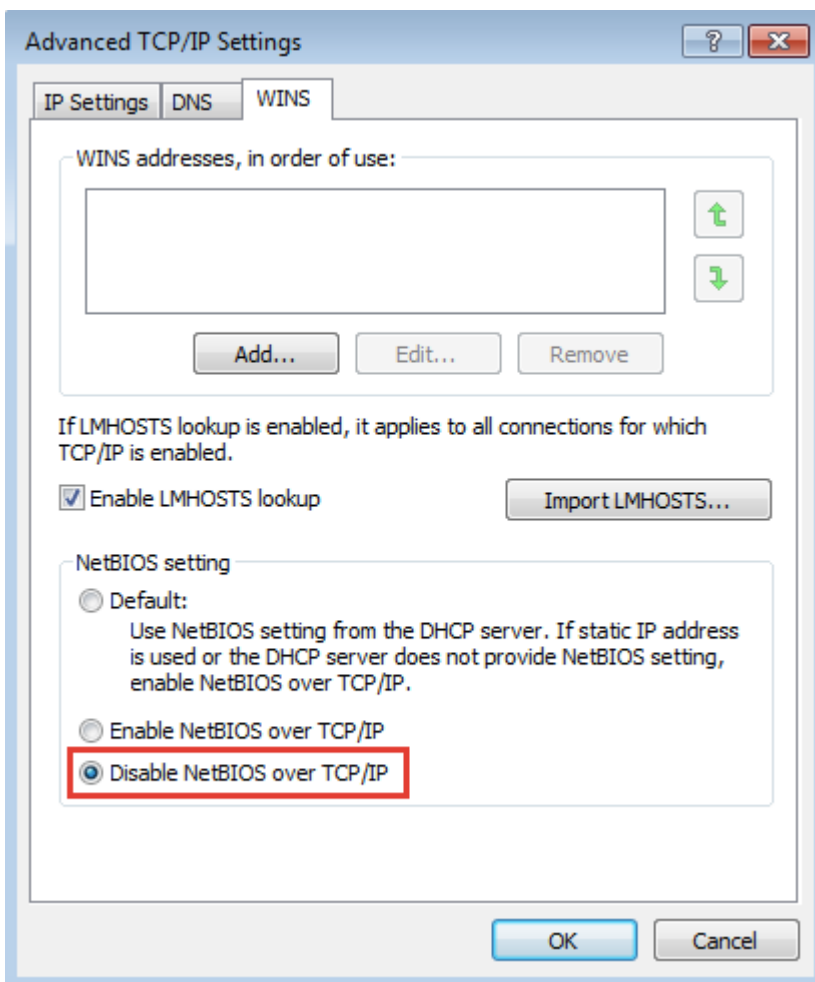 Advanced TCP/IP Settings
?
IP Settings DNS WINS
WINS addresses, in order of use:
Add... Edit... Remove
If LMHOSTS lookup is enabled, it applies to all connections for which
TCP/IP is enabled.
Enable LMHOSTS lookup Import LMHOSTS...
NetBIOS setting
Default:
Use NetBIOS setting from the DHCP server. If static IP address
is used or the DHCP server does not provide NetBIOS setting,
enable NetBIOS over TCP/IP.
Enable NetBIOS over TCP/IP
Disable NetBIOS over TCP/IP
OK Cancel